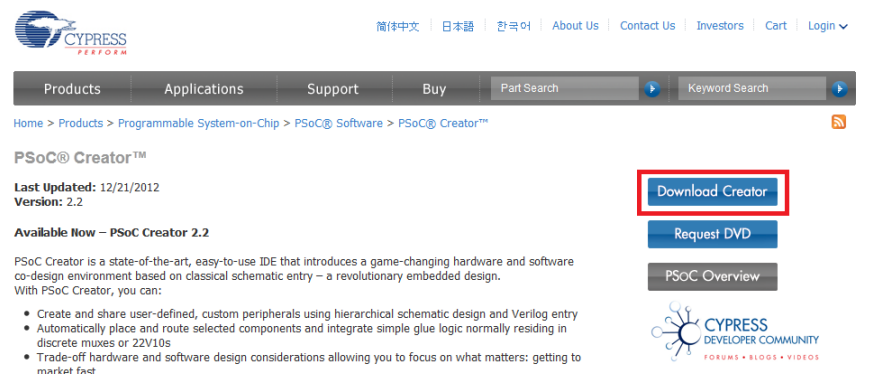 CYPRESS
PERFORM
简体中文 日本語 한국어 About Us Contact Us Investors Cart Login
Products Applications Support Buy Part Search Keyword Search
Home > Products > Programmable System-on-Chip > PSoC® Software > PSoC® Creator™
PSoC® Creator™
Last Updated: 12/21/2012
Version: 2.2
Download Creator
Available Now – PSoC Creator 2.2
Request DVD
PSoC Creator is a state-of-the-art, easy-to-use IDE that introduces a game-changing hardware and software
co-design environment based on classical schematic entry – a revolutionary embedded design.
With PSoC Creator, you can:
PSoC Overview
• Create and share user-defined, custom peripherals using hierarchical schematic design and Verilog entry
• Automatically place and route selected components and integrate simple glue logic normally residing in
discrete muxes or 22V10s
• Trade-off hardware and software design considerations allowing you to focus on what matters: getting to
market fast
CYPRESS
DEVELOPER COMMUNITY
FORUMS • BLOGS • VIDEOS